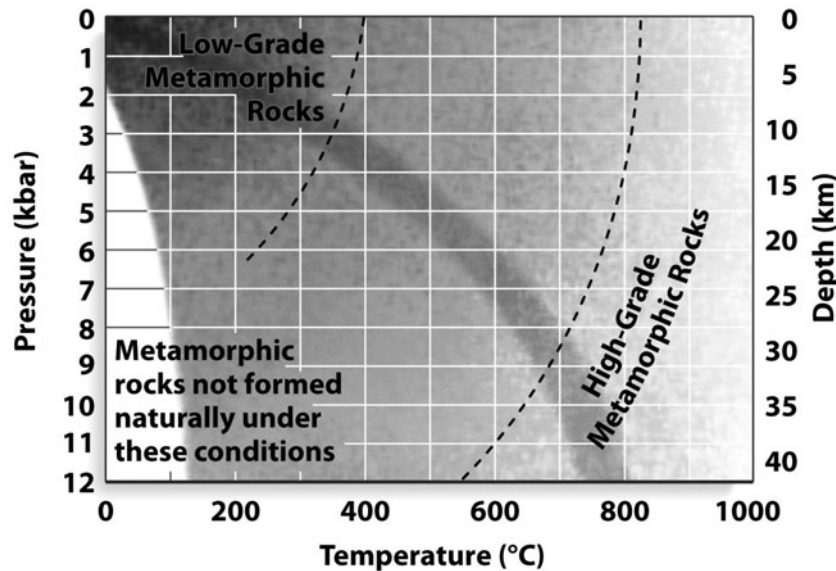 0
1
2
3
4
5
6
7
8
9
10
11
12
Pressure (kbar)
Low-Grade
Metamorphic
Rocks
Metamorphic
rocks not formed
naturally under
these conditions
High-Grade
Metamorphic Rocks
0
5
10
15
20
25
30
35
40
Depth (km)
0
200
400
600
800
1000
Temperature (°C)